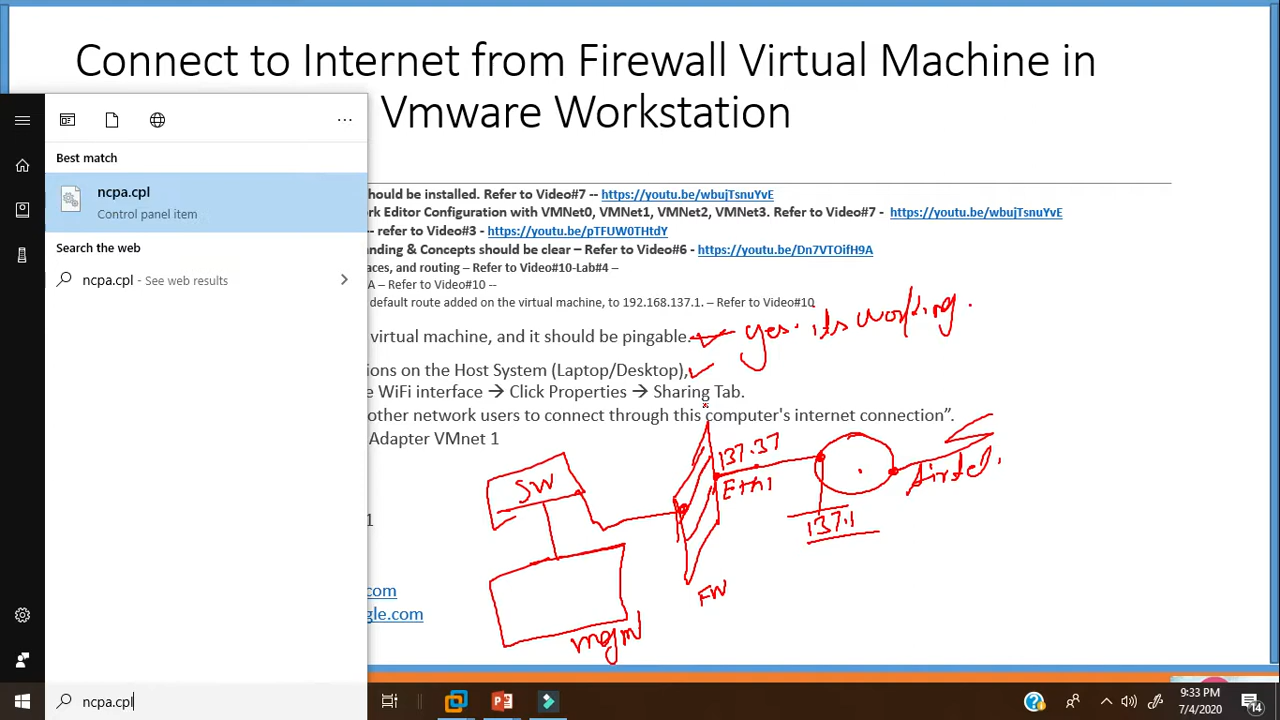 Connect to Internet from Firewall Virtual Machine in
Vmware Workstation
Best match
ncpa.cpl
Control panel item
Search the web
ncpa.cpl - See web results
hould be installed. Refer to Video#7 -- https://youtu.be/wbujTsnuYvE
rk Editor Configuration with VMNet0, VMNet1, VMNet2, VMNet3. Refer to Video#7 - https://youtu.be/wbujTsnuYvE
-- refer to Video#3 - https://youtu.be/pTFUW0THtdY
anding & Concepts should be clear – Refer to Video#6 - https://youtu.be/Dn7VTOifH9A
aces, and routing – Refer to Video#10-Lab#4 –
A – Refer to Video#10 --
default route added on the virtual machine, to 192.168.137.1. – Refer to Video#10
virtual machine, and it should be pingable.
yes. its working.
ions on the Host System (Laptop/Desktop),
e WiFi interface → Click Properties → Sharing Tab.
other network users to connect through this computer's internet connection”.
Adapter VMnet 1
137.37
SW
Eth1
Airtel.
137.1
1
com
gle.com
FW
mgm
ncpa.cpl
9:33 PM
7/4/2020
14